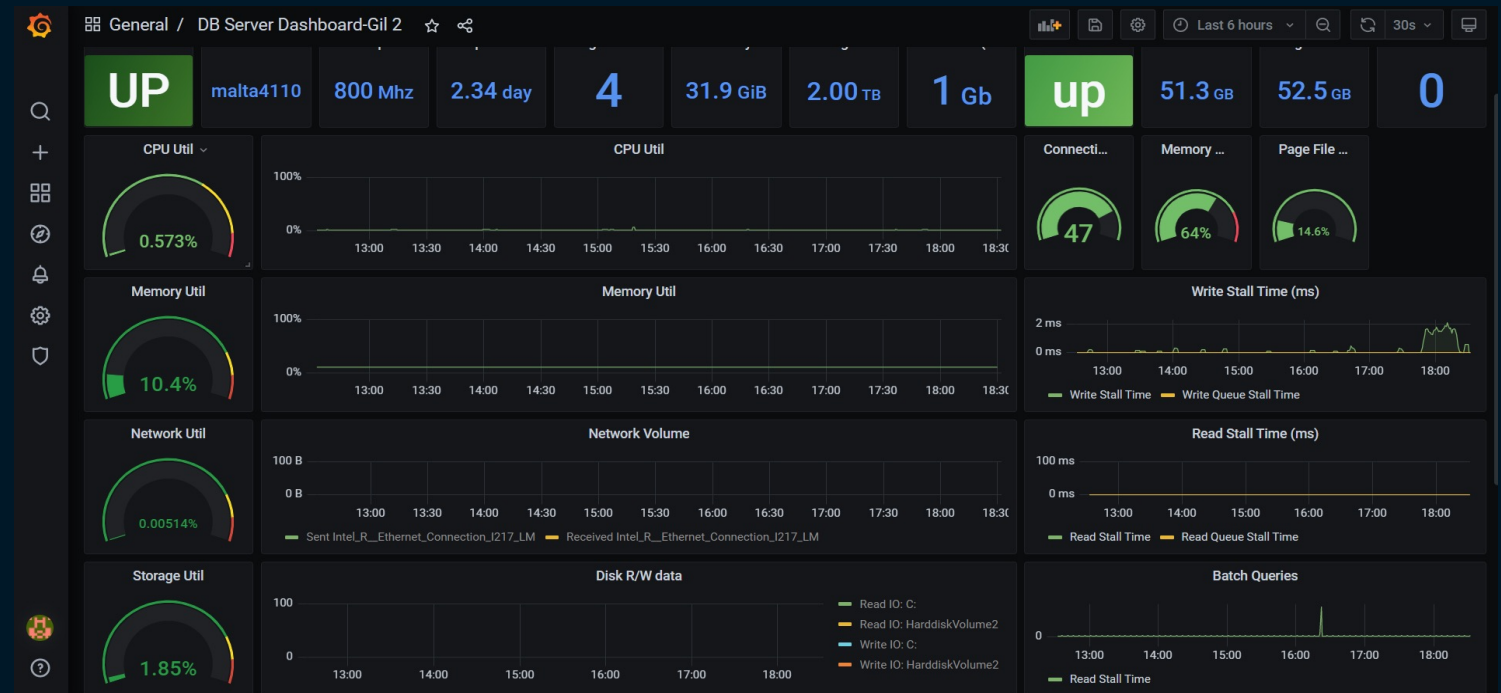 General / DB Server Dashboard-Gil 2
Last 6 hours
30s
UP
malta4110
800 Mhz
2.34 day
4
31.9 GiB
2.00 TB
1 Gb
up
51.3 GB
52.5 GB
0
CPU Util
0.573%
CPU Util
100%
0%
13:00 13:30 14:00 14:30 15:00 15:30 16:00 16:30 17:00 17:30 18:00 18:30
Connecti...
47
Memory ...
64%
Page File ...
14.6%
Memory Util
10.4%
Memory Util
100%
0%
13:00 13:30 14:00 14:30 15:00 15:30 16:00 16:30 17:00 17:30 18:00 18:30
Write Stall Time (ms)
2 ms
0 ms
13:00 14:00 15:00 16:00 17:00 18:00
Write Stall Time Write Queue Stall Time
Network Util
0.00514%
Network Volume
100 B
0 B
13:00 13:30 14:00 14:30 15:00 15:30 16:00 16:30 17:00 17:30 18:00 18:30
Sent Intel_R__Ethernet_Connection_I217_LM Received Intel_R__Ethernet_Connection_I217_LM
Read Stall Time (ms)
100 ms
0 ms
13:00 14:00 15:00 16:00 17:00 18:00
Read Stall Time Read Queue Stall Time
Storage Util
1.85%
Disk R/W data
100
0
13:00 14:00 15:00 16:00 17:00 18:00
Read IO: C:
Read IO: HarddiskVolume2
Write IO: C:
Write IO: HarddiskVolume2
Batch Queries
0
13:00 14:00 15:00 16:00 17:00 18:00
Read Stall Time